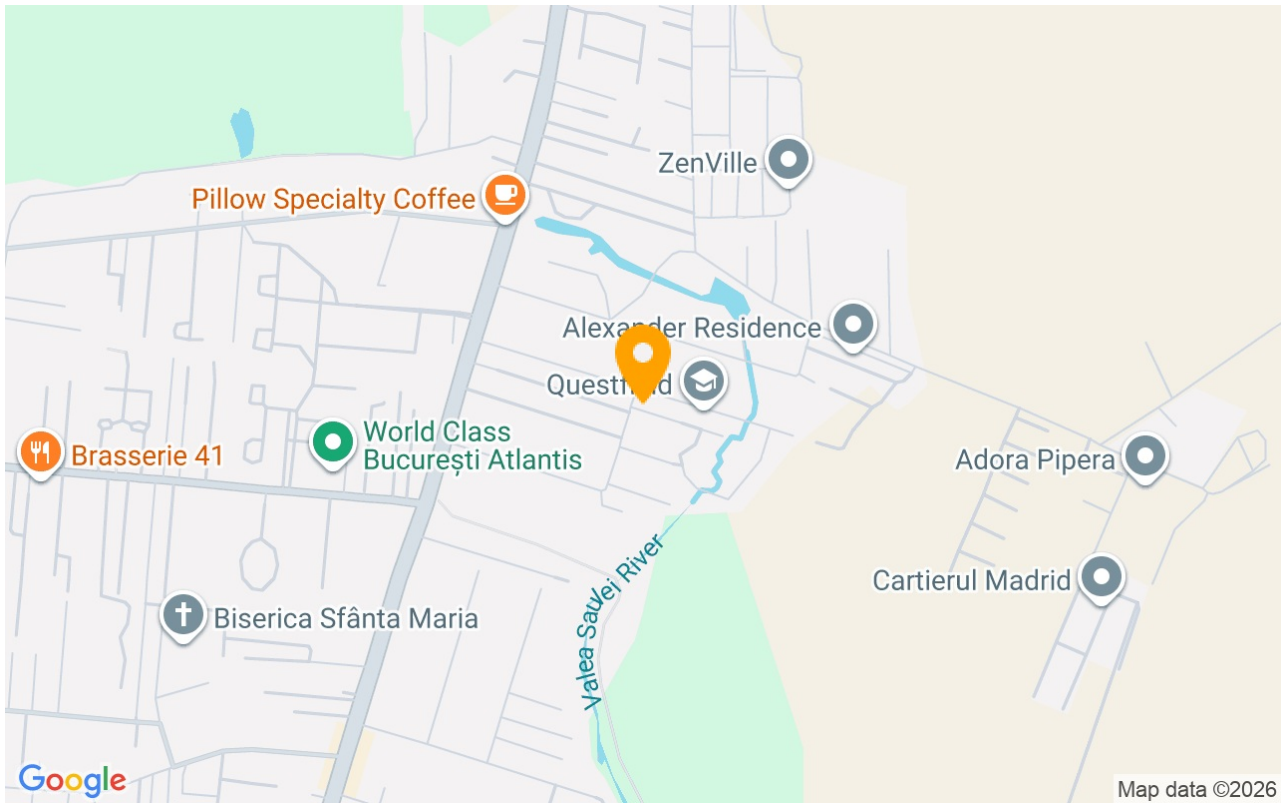 ZenVille
Pillow Specialty Coffee
Alexander Residence
Questfield
World Class
București Atlantis
Brasserie 41
Adora Pipera
Valea Saulei River
Cartierul Madrid
Biserica Sfânta Maria
Google
Map data ©2026